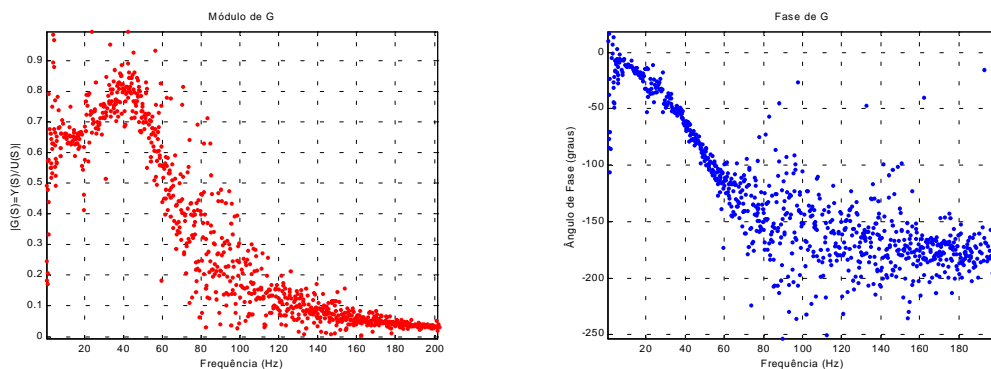 Módulo de G
|G(S)=Y(S)/U(S)|
0.9
0.8
0.7
0.6
0.5
0.4
0.3
0.2
0.1
0
20 40 60 80 100 120 140 160 180 200
Frequência (Hz)
Fase de G
Ângulo de Fase (graus)
0
-50
-100
-150
-200
-250
20 40 60 80 100 120 140 160 180
Frequência (Hz)